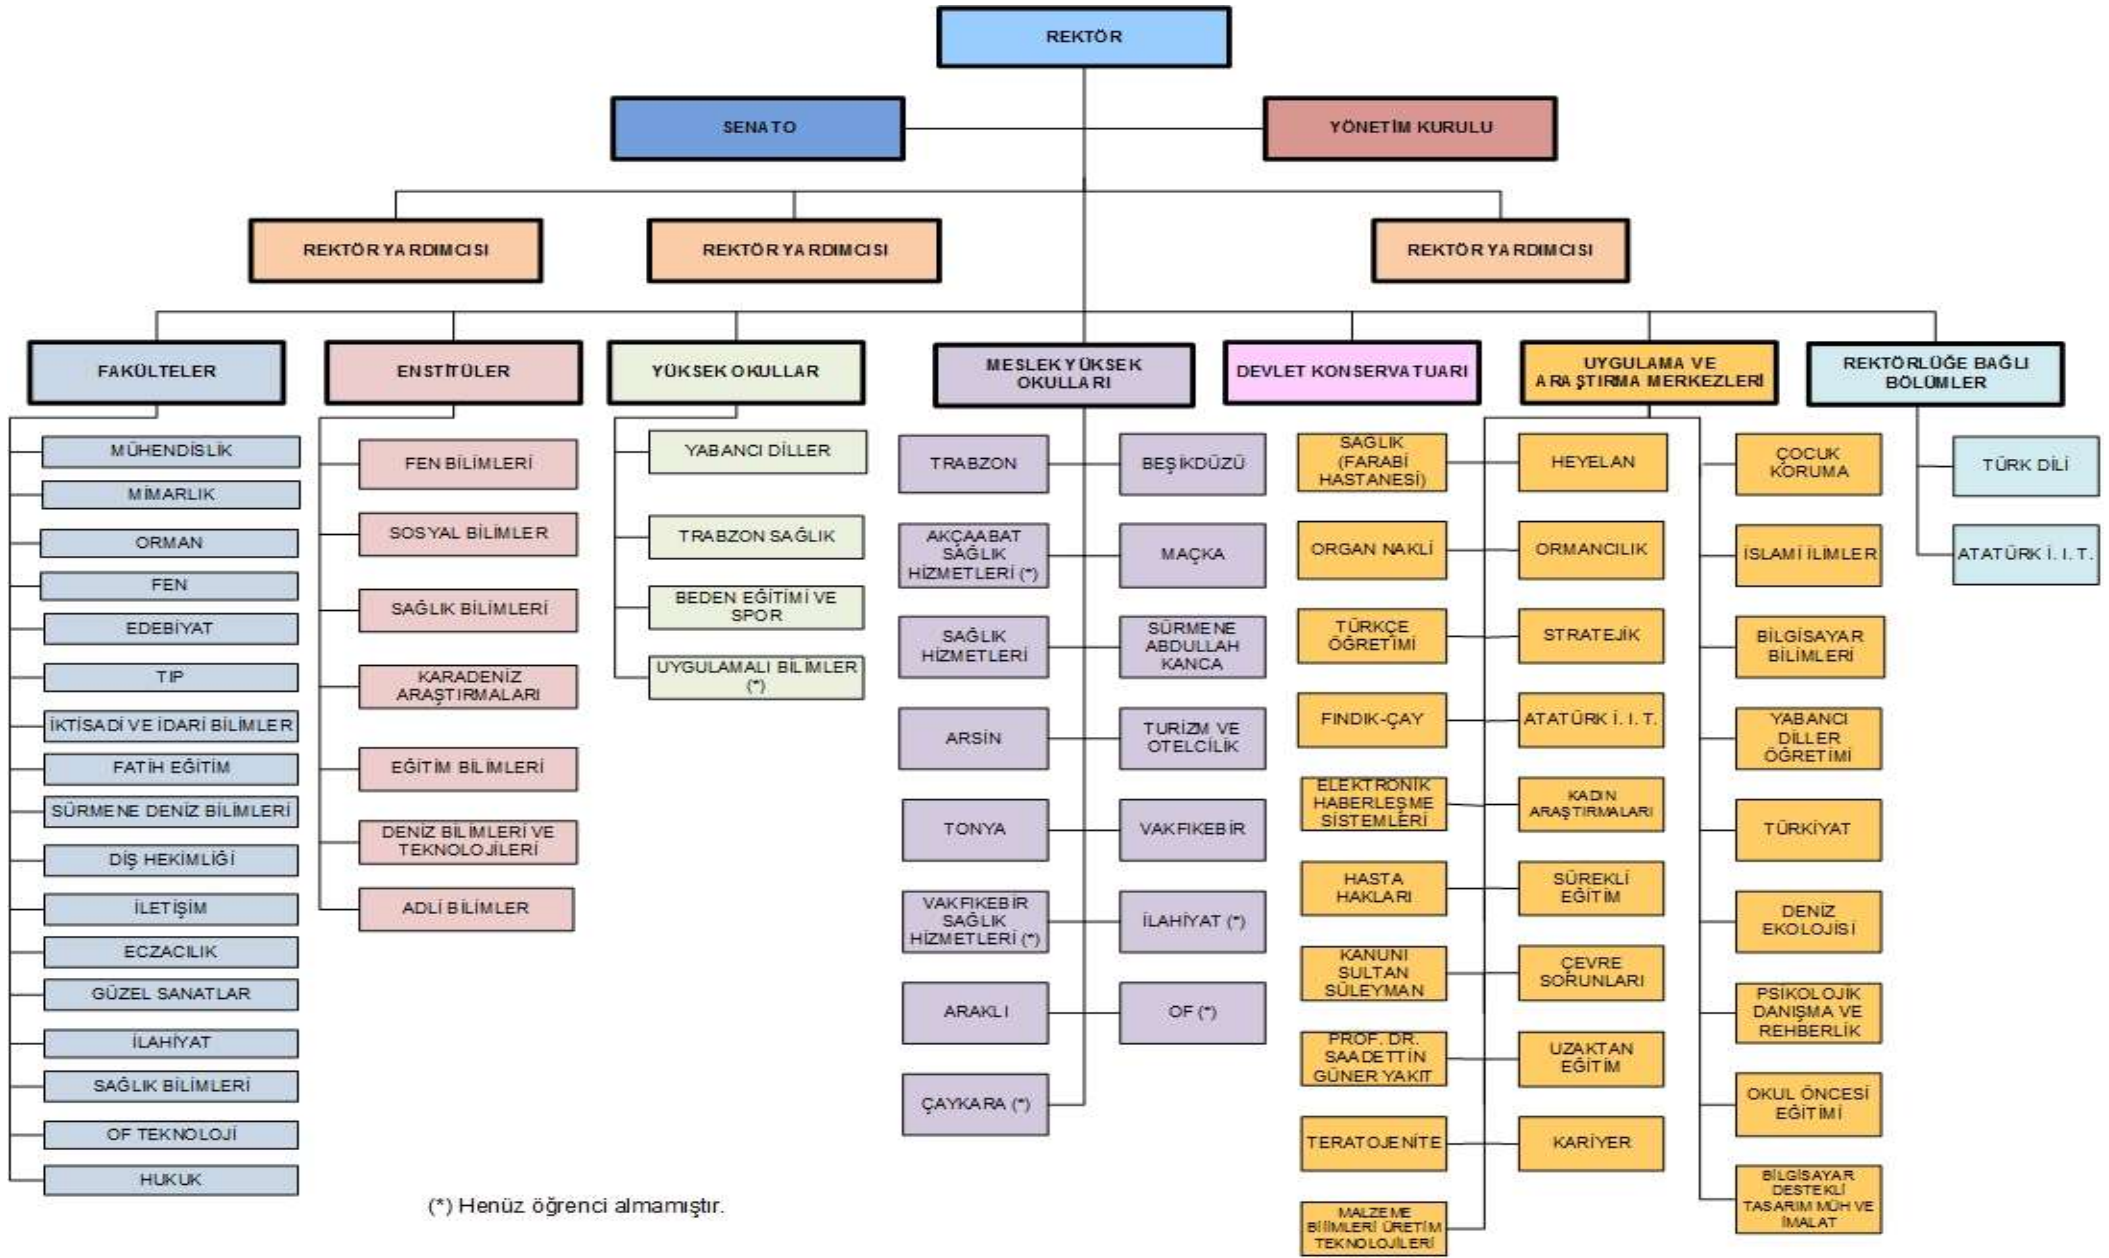 REKTÖR
SENATO
YÖNETİM KURULU
REKTÖR YARDIMCISI
REKTÖR YARDIMCISI
REKTÖR YARDIMCISI
FAKÜLTELER
ENSTİTÜLER
YÜKSEK OKULLAR
MESLEK YÜKSEK
OKULLARI
DEVLET KONSERVATUARI
UYGULAMA VE
ARAŞTIRMA MERKEZLERİ
REKTÖRLÜĞE BAĞLI
BÖLÜMLER
MÜHENDİSLİK
MİMARLIK
ORMAN
FEN
EDEBİYAT
TIP
İKTİSADİ VE İDARİ BİLİMLER
FATİH EĞİTİM
SÜRMENE DENİZ BİLİMLERİ
DİŞ HEKİMLİĞİ
İLETİŞİM
ECZACILIK
GÜZEL SANATLAR
İLAHİYAT
SAĞLIK BİLİMLERİ
OF TEKNOLOJİ
HUKUK
FEN BİLİMLERİ
SOSYAL BİLİMLER
SAĞLIK BİLİMLERİ
KARADENİZ
ARAŞTIRMALARI
EĞİTİM BİLİMLERİ
DENİZ BİLİMLERİ VE
TEKNOLOJİLERİ
ADLİ BİLİMLER
YABANCI DİLLER
TRABZON SAĞLIK
BEDEN EĞİTİMİ VE
SPOR
UYGULAMALI BİLİMLER
(*)
TRABZON
AKÇAABAT
SAĞLIK
HİZMETLERİ (*)
SAĞLIK
HİZMETLERİ
ARSİN
TONYA
VAKFIKEBİR
SAĞLIK
HİZMETLERİ (*)
ARAKLI
ÇAYKARA (*)
BEŞİKDÜZÜ
MAÇKA
SÜRMENE
ABDULLAH
KANCA
TURİZM VE
OTELCİLİK
VAKFIKEBİR
İLAHİYAT (*)
OF (*)
SAĞLIK
(FARABİ
HASTANESİ)
ORGAN NAKLİ
TÜRKÇE
ÖĞRETİMİ
FINDIK-ÇAY
ELEKTRONİK
HABERLEŞME
SİSTEMLERİ
HASTA
HAKLARI
KANUNİ
SULTAN
SÜLEYMAN
PROF. DR.
SAADETTİN
GÜNER YAKIT
TERATOJENİTE
MALZEME
BİlİMLERİ ÜRETİM
TEKNOLOJİLERİ
HEYELAN
ORMANCILIK
STRATEJİK
ATATÜRK İ. I. T.
KADIN
ARAŞTIRMALARI
SÜREKLİ
EĞİTİM
ÇEVRE
SORUNLARI
UZAKTAN
EĞİTİM
KARİYER
ÇOCUK
KORUMA
İSLAMİ İLİMLER
BİLGİSAYAR
BİLİMLERİ
YABANCI
DİLLER
ÖĞRETİMİ
TÜRKİYAT
DENİZ
EKOLOJİSİ
PSİKOLOJİK
DANIŞMA VE
REHBERLİK
OKUL ÖNCESİ
EĞİTİMİ
BİLGİSAYAR
DESTEKLİ
TASARIM MÜH VE
İMALAT
TÜRK DİLİ
ATATÜRK İ. I. T.
(*) Henüz öğrenci almamıştır.